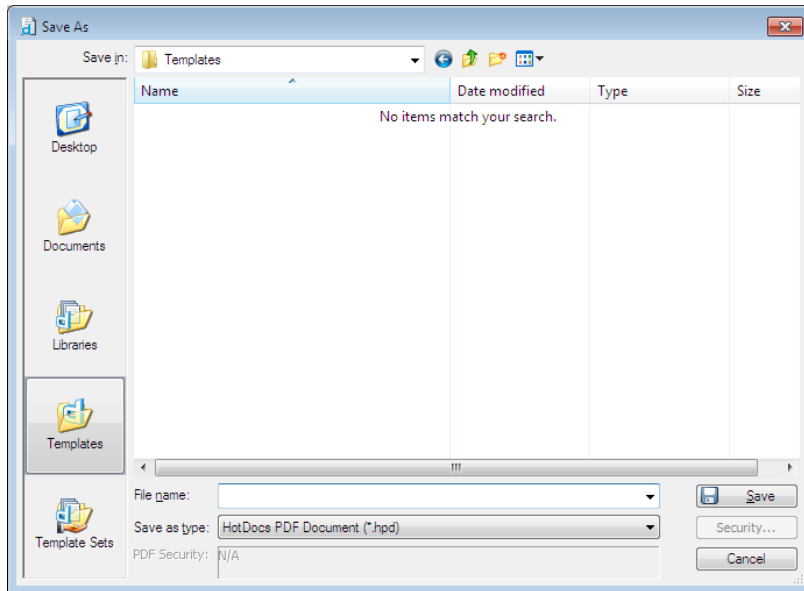 Save As
Save in: Templates
Name Date modified Type Size
No items match your search.
Desktop
Documents
Libraries
Templates
Template Sets
File name:
Save
Save as type: HotDocs PDF Document (*.hpd)
Security...
PDF Security: N/A
Cancel